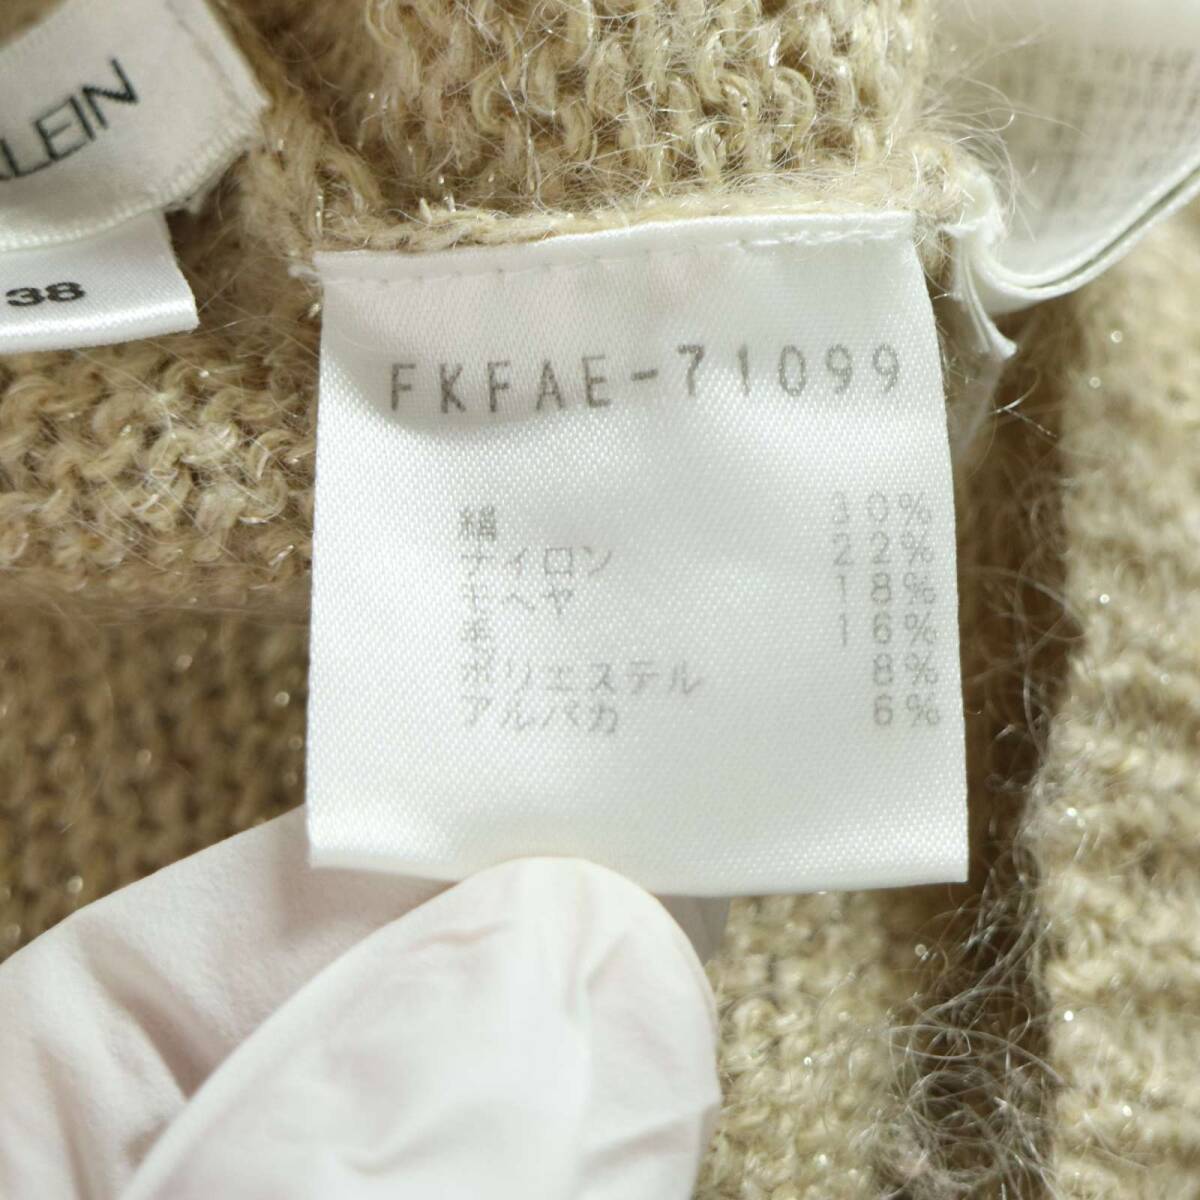 KLEIN
38
FKFAE-71099
絹 30%
ナイロン 22%
モヘヤ 18%
毛 16%
ポリエステル 8%
アルパカ 6%